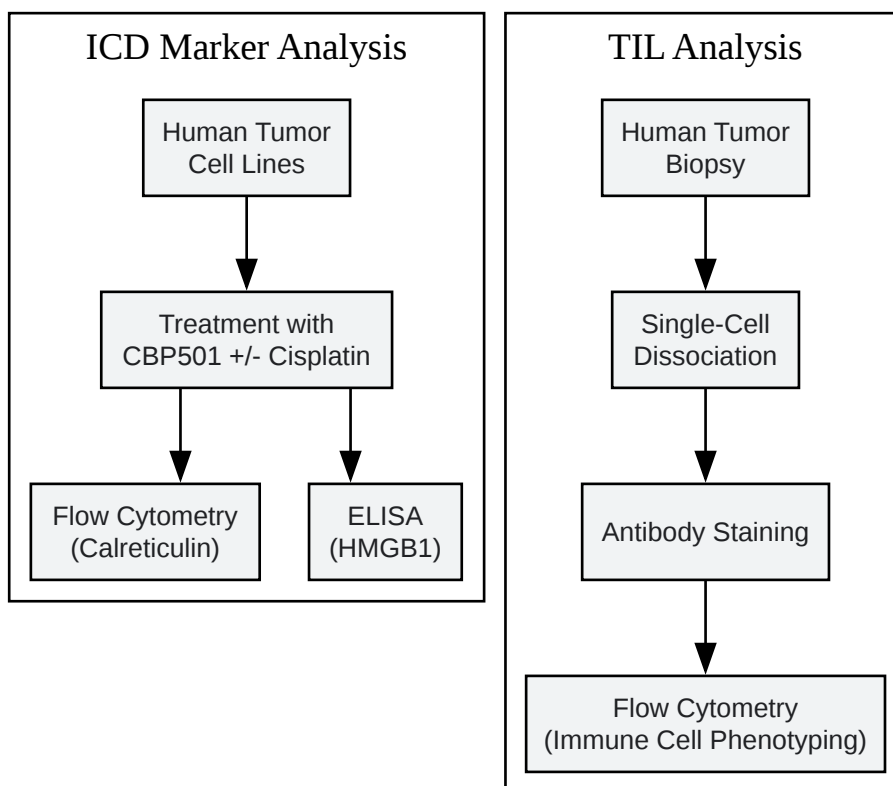 ICD Marker Analysis
Human Tumor
Cell Lines
Treatment with
CBP501 +/- Cisplatin
Flow Cytometry
(Calreticulin)
ELISA
(HMGB1)
TIL Analysis
Human Tumor
Biopsy
Single-Cell
Dissociation
Antibody Staining
Flow Cytometry
(Immune Cell Phenotyping)